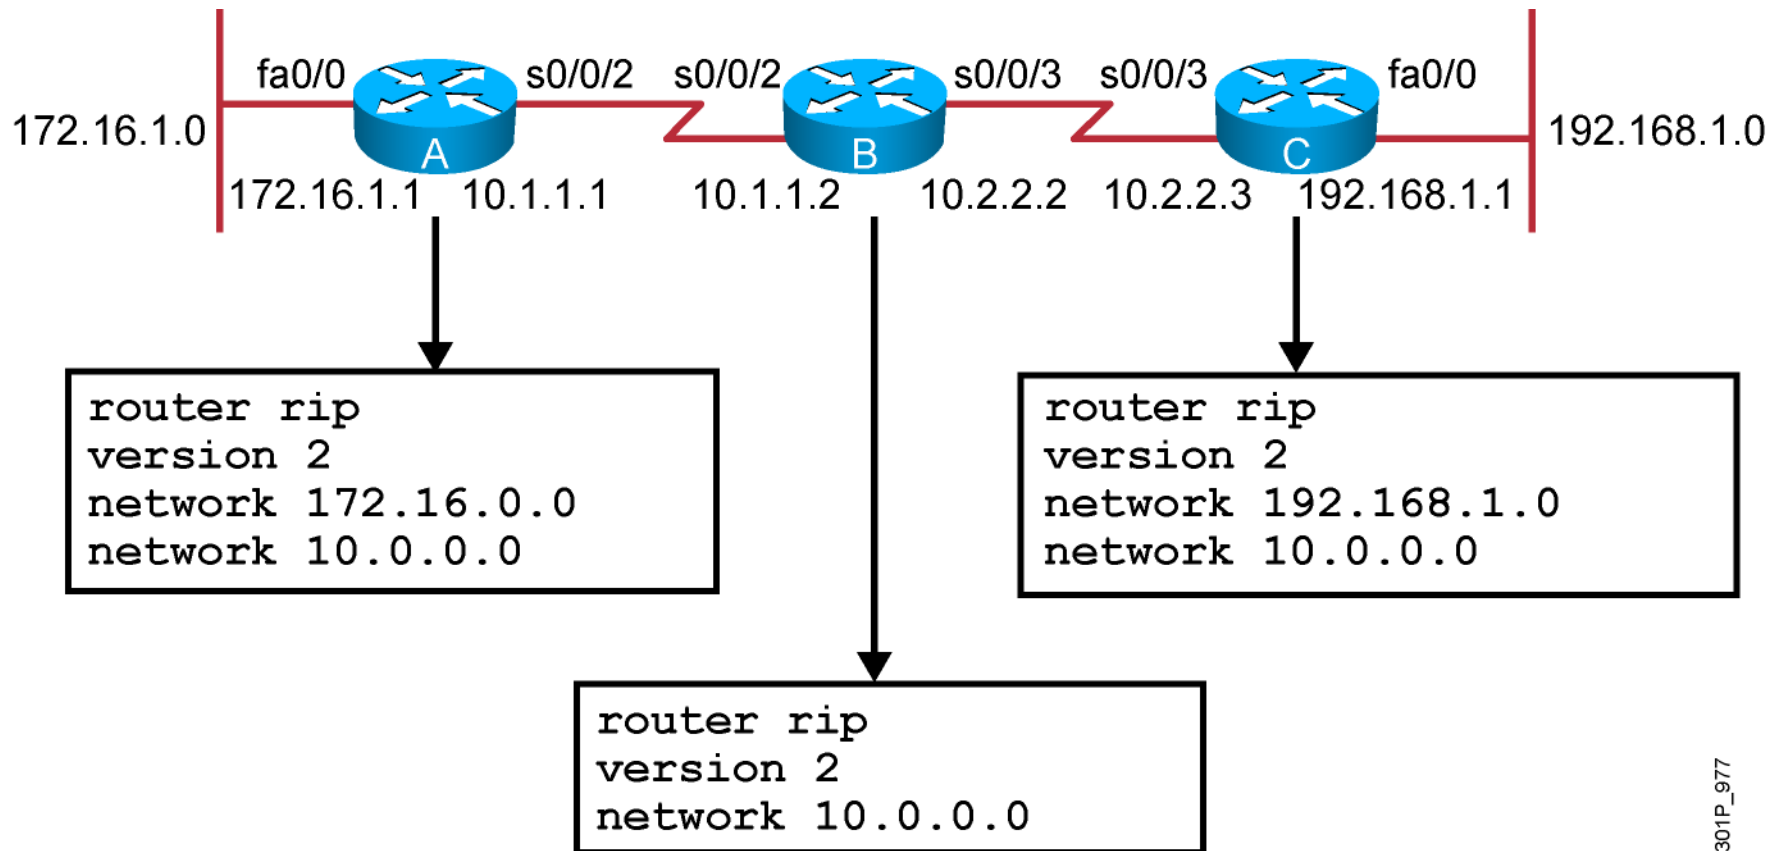 fa0/0 s0/0/2 s0/0/2 s0/0/3 s0/0/3 fa0/0
172.16.1.0 A B C 192.168.1.0
172.16.1.1 10.1.1.1 10.1.1.2 10.2.2.2 10.2.2.3 192.168.1.1
router rip
version 2
network 172.16.0.0
network 10.0.0.0
router rip
version 2
network 192.168.1.0
network 10.0.0.0
router rip
version 2
network 10.0.0.0
301P_977